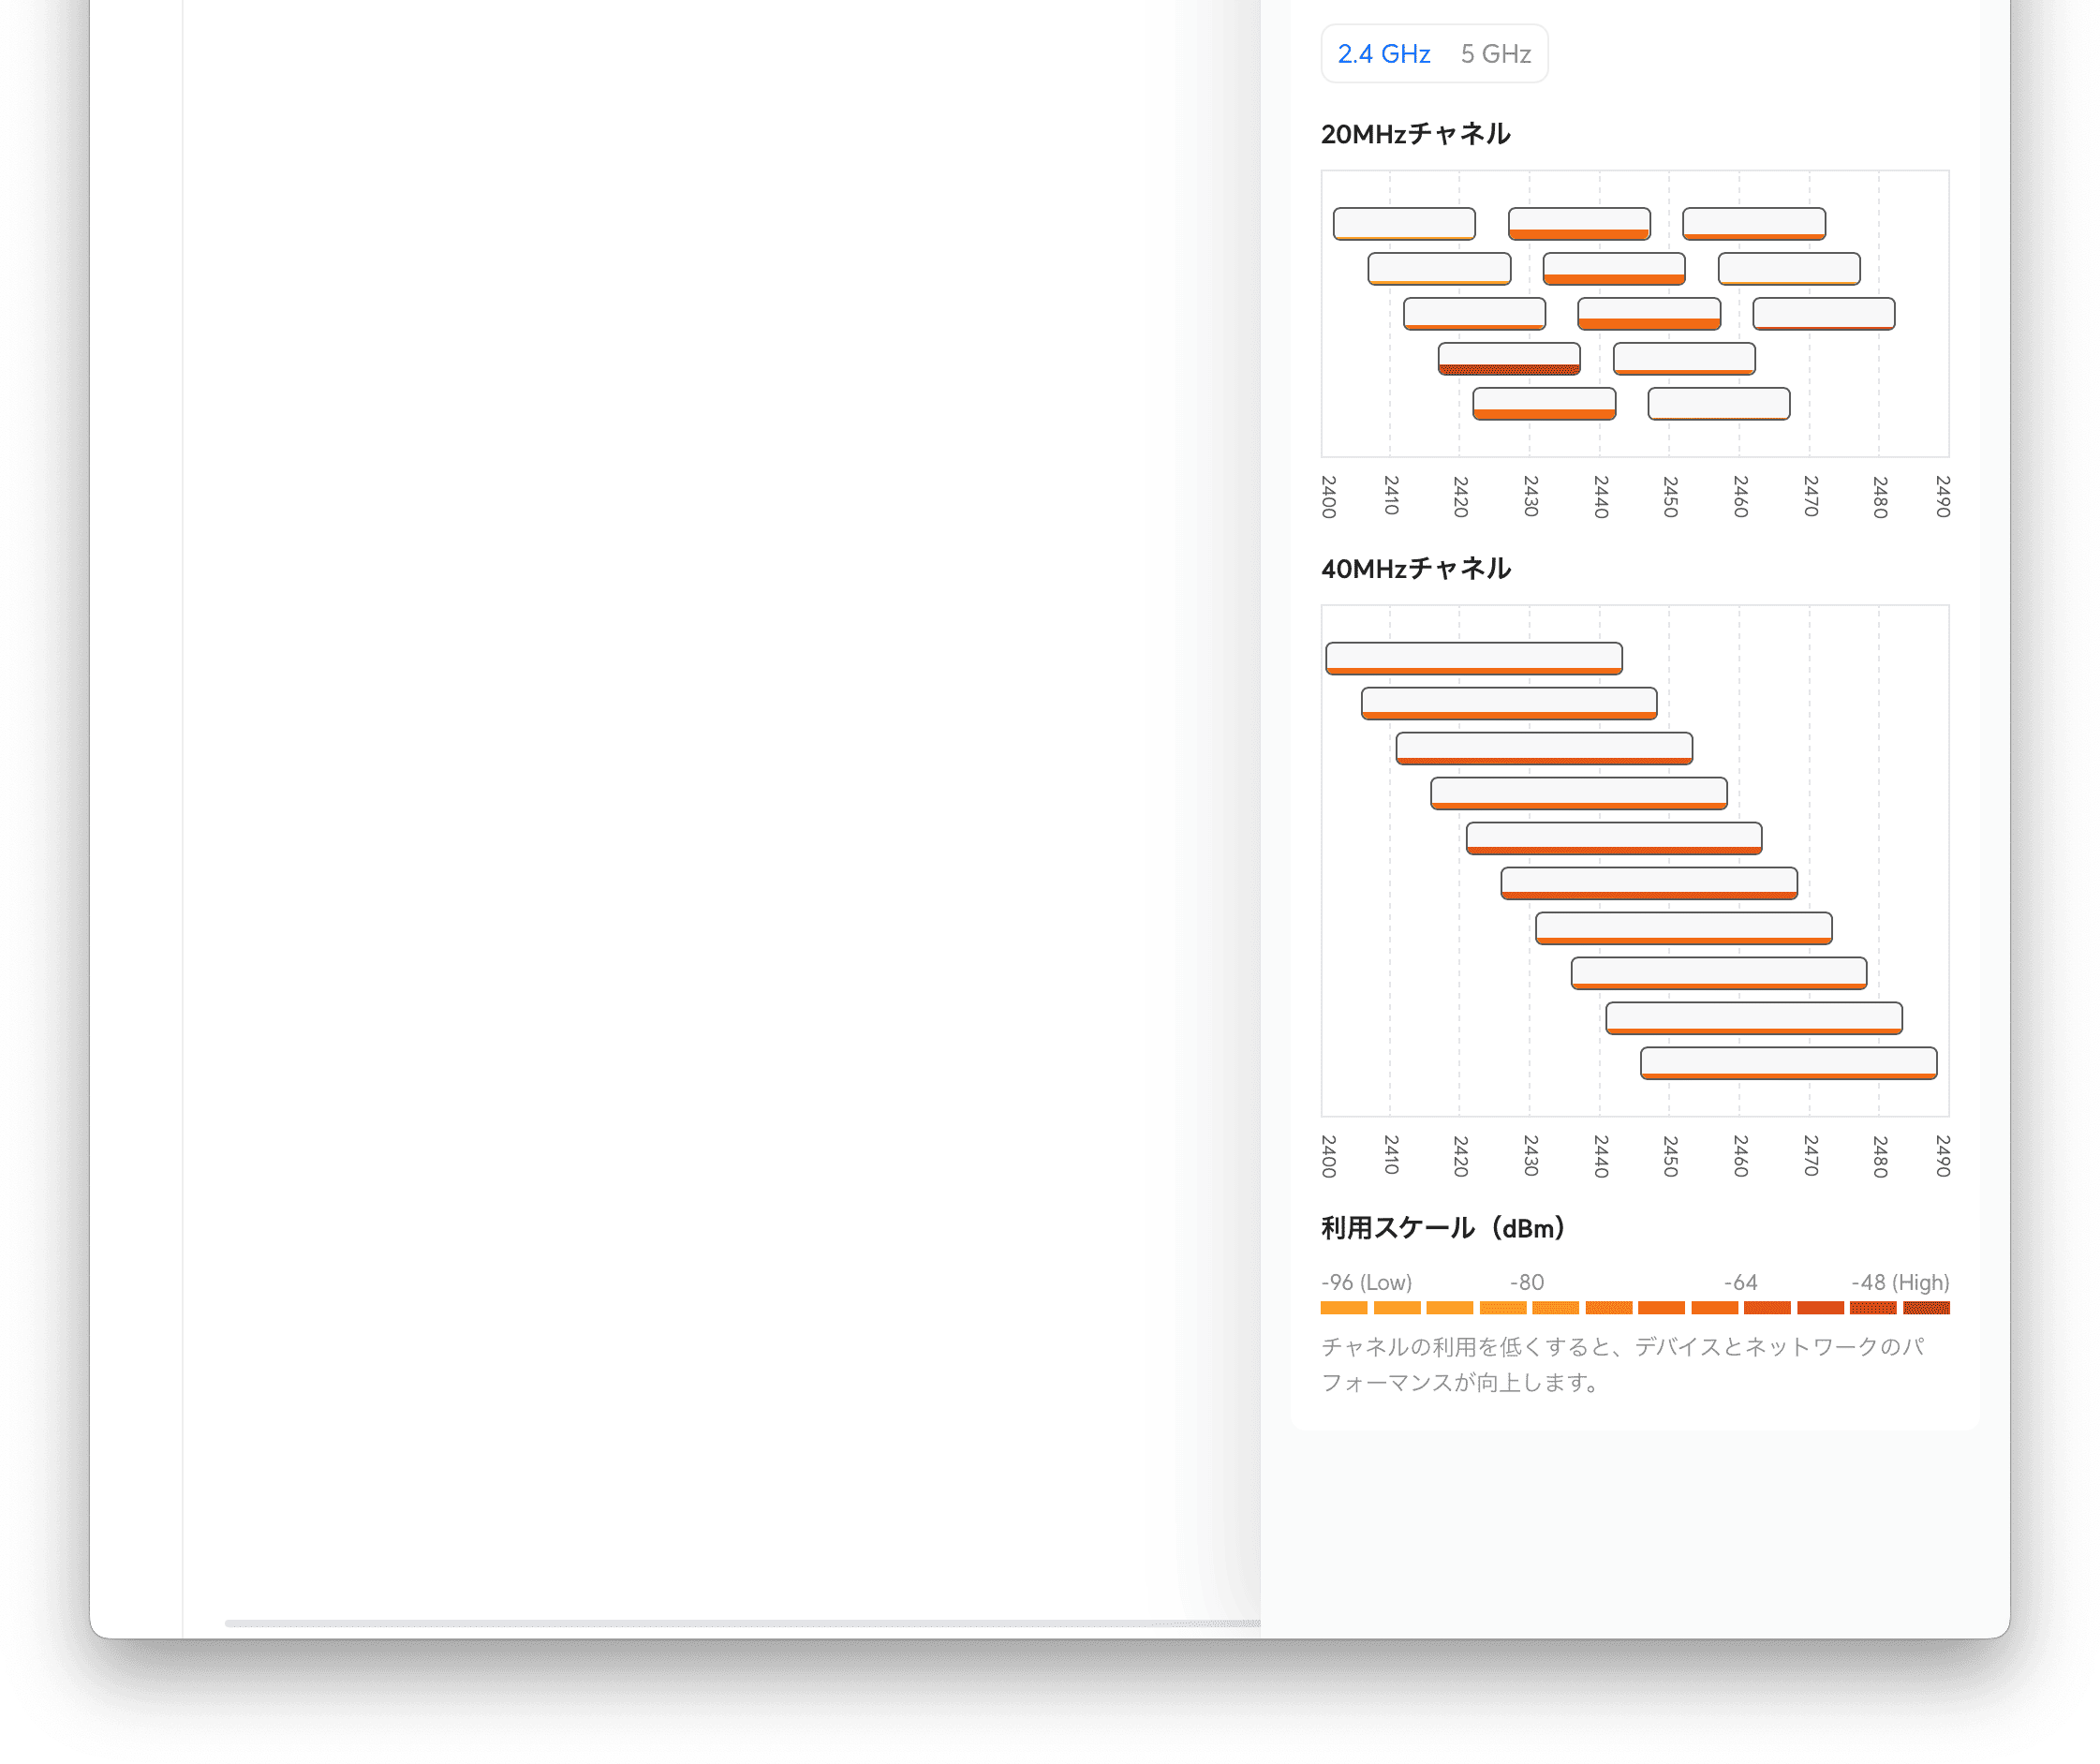 2.4 GHz 5 GHz
20MHzチャネル
2400 2410 2420 2430 2440 2450 2460 2470 2480 2490
40MHzチャネル
2400 2410 2420 2430 2440 2450 2460 2470 2480 2490
利用スケール（dBm）
-96 (Low) -80 -64 -48 (High)
チャネルの利用を低くすると、デバイスとネットワークのパ
フォーマンスが向上します。